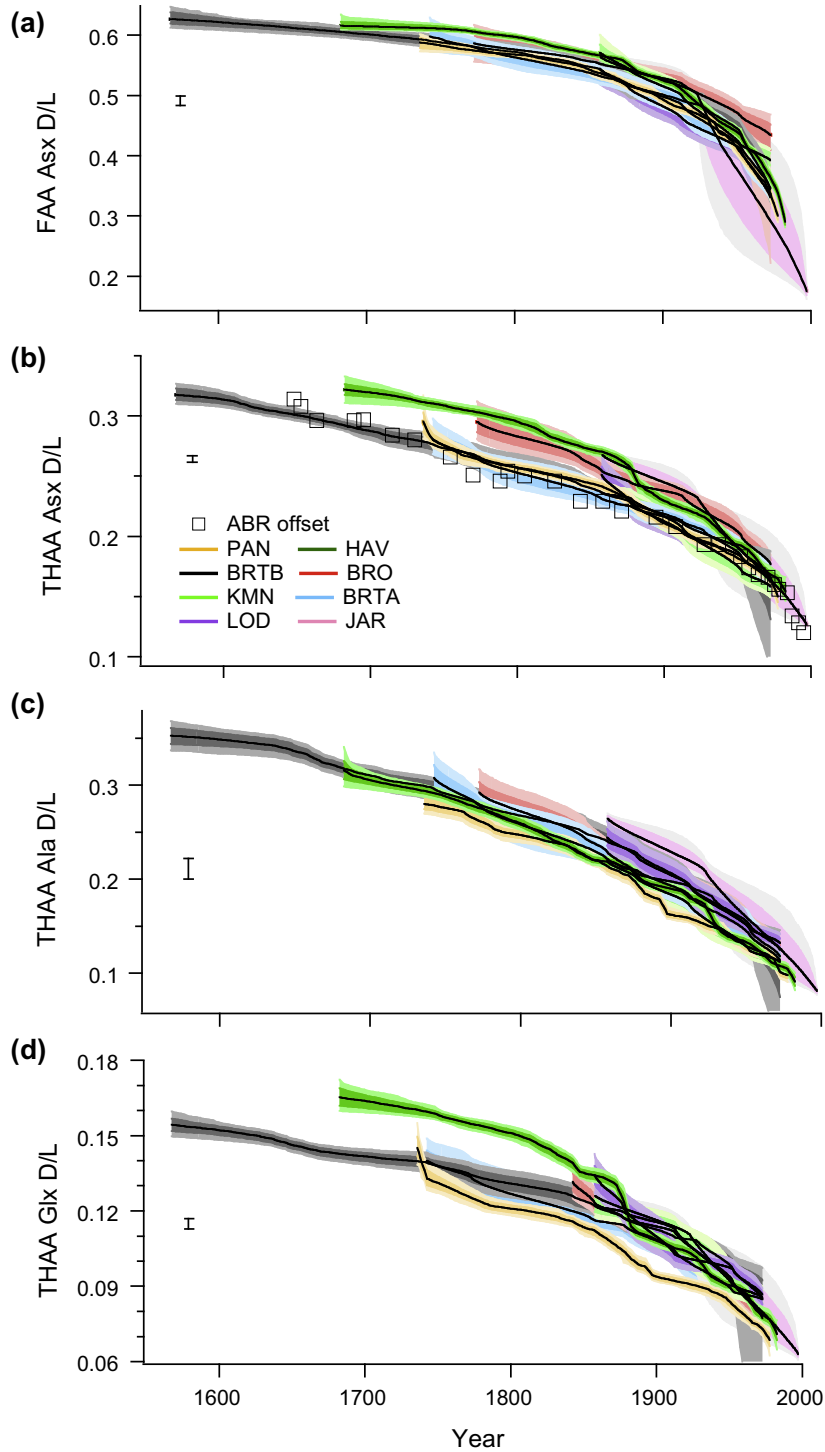 (a)
0.6
0.5
0.4
0.3
0.2
FAA Asx D/L
(b)
0.3
0.2
0.1
THAA Asx D/L
ABR offset
PAN HAV
BRTB BRO
KMN BRTA
LOD JAR
(c)
0.3
0.2
0.1
THAA Ala D/L
(d)
0.18
0.15
0.12
0.09
0.06
THAA Glx D/L
1600 1700 1800 1900 2000
Year